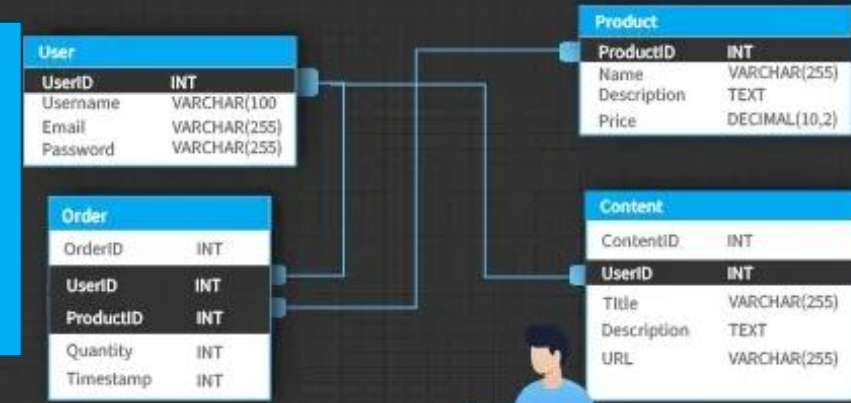 User
UserID INT
Username VARCHAR(100
Email VARCHAR(255)
Password VARCHAR(255)
Order
OrderID INT
UserID INT
ProductID INT
Quantity INT
Timestamp INT
Product
ProductID INT
Name VARCHAR(255)
Description TEXT
Price DECIMAL(10,2)
Content
ContentID INT
UserID INT
Title VARCHAR(255)
Description TEXT
URL VARCHAR(255)